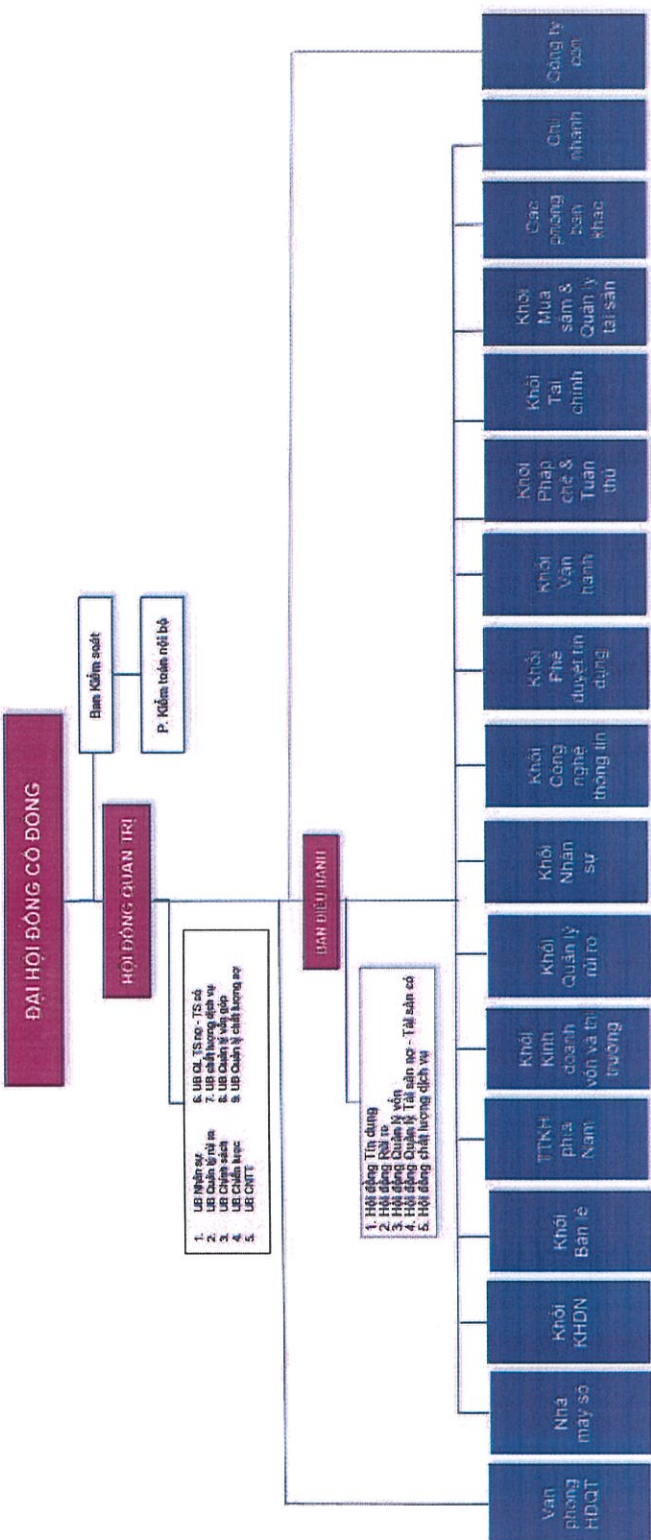 ĐẠI HỘI ĐỒNG CỔ ĐÔNG
Ban Kiểm soát
P. Kiểm toán nội bộ
HỘI ĐỒNG QUẢN TRỊ
1. UB Nhân sự
2. UB Quản lý rủi ro
3. UB Chính sách
4. UB Chiến lược
5. UB CNTT
6. UB QL TS nợ - TS có
7. UB chất lượng dịch vụ
8. UB Quản lý vốn góp
9. UB Quản lý chất lượng nợ
BAN ĐIỀU HÀNH
1. Hội đồng Tín dụng
2. Hội đồng Rủi ro
3. Hội đồng Quản lý vốn
4. Hội đồng Quản lý Tài sản nợ - Tài sản có
5. Hội đồng chất lượng dịch vụ
Văn
phòng
HĐQT
Nhà
máy số
Khối
KHDN
Khối
Bán lẻ
TTKH
phía
Nam
Khối
Kinh
doanh
vốn và thị
trường
Khối
Quản lý
rủi ro
Khối
Nhân
sự
Khối
Công
nghệ
thông tin
Khối
Phê
duyệt tín
dụng
Khối
Vận
hành
Khối
Pháp
chế &
Tuân
thủ
Khối
Tài
chính
Khối
Mua
sắm &
Quản lý
tài sản
Các
phòng
ban
khác
Chi
nhánh
Công ty
con